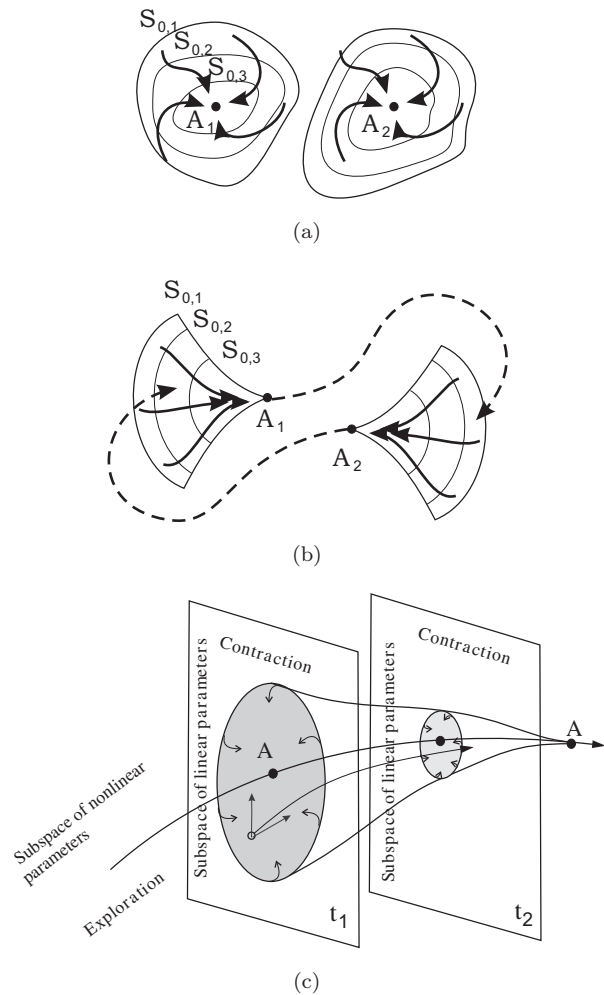 S0,1
S0,2
S0,3
A1
A2
(a)
S0,1
S0,2
S0,3
A1
A2
(b)
Subspace of nonlinear
parameters
Exploration
Subspace of linear parameters
Contraction
A
t1
Subspace of linear parameters
Contraction
A
t2
(c)